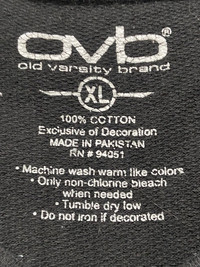 ovb®
old varsity brand
XL
100% COTTON
Exclusive of Decoration
MADE IN PAKISTAN
RN # 94051
• Machine wash warm like colors
• Only non-chlorine bleach
when needed
• Tumble dry low
• Do not iron if decorated